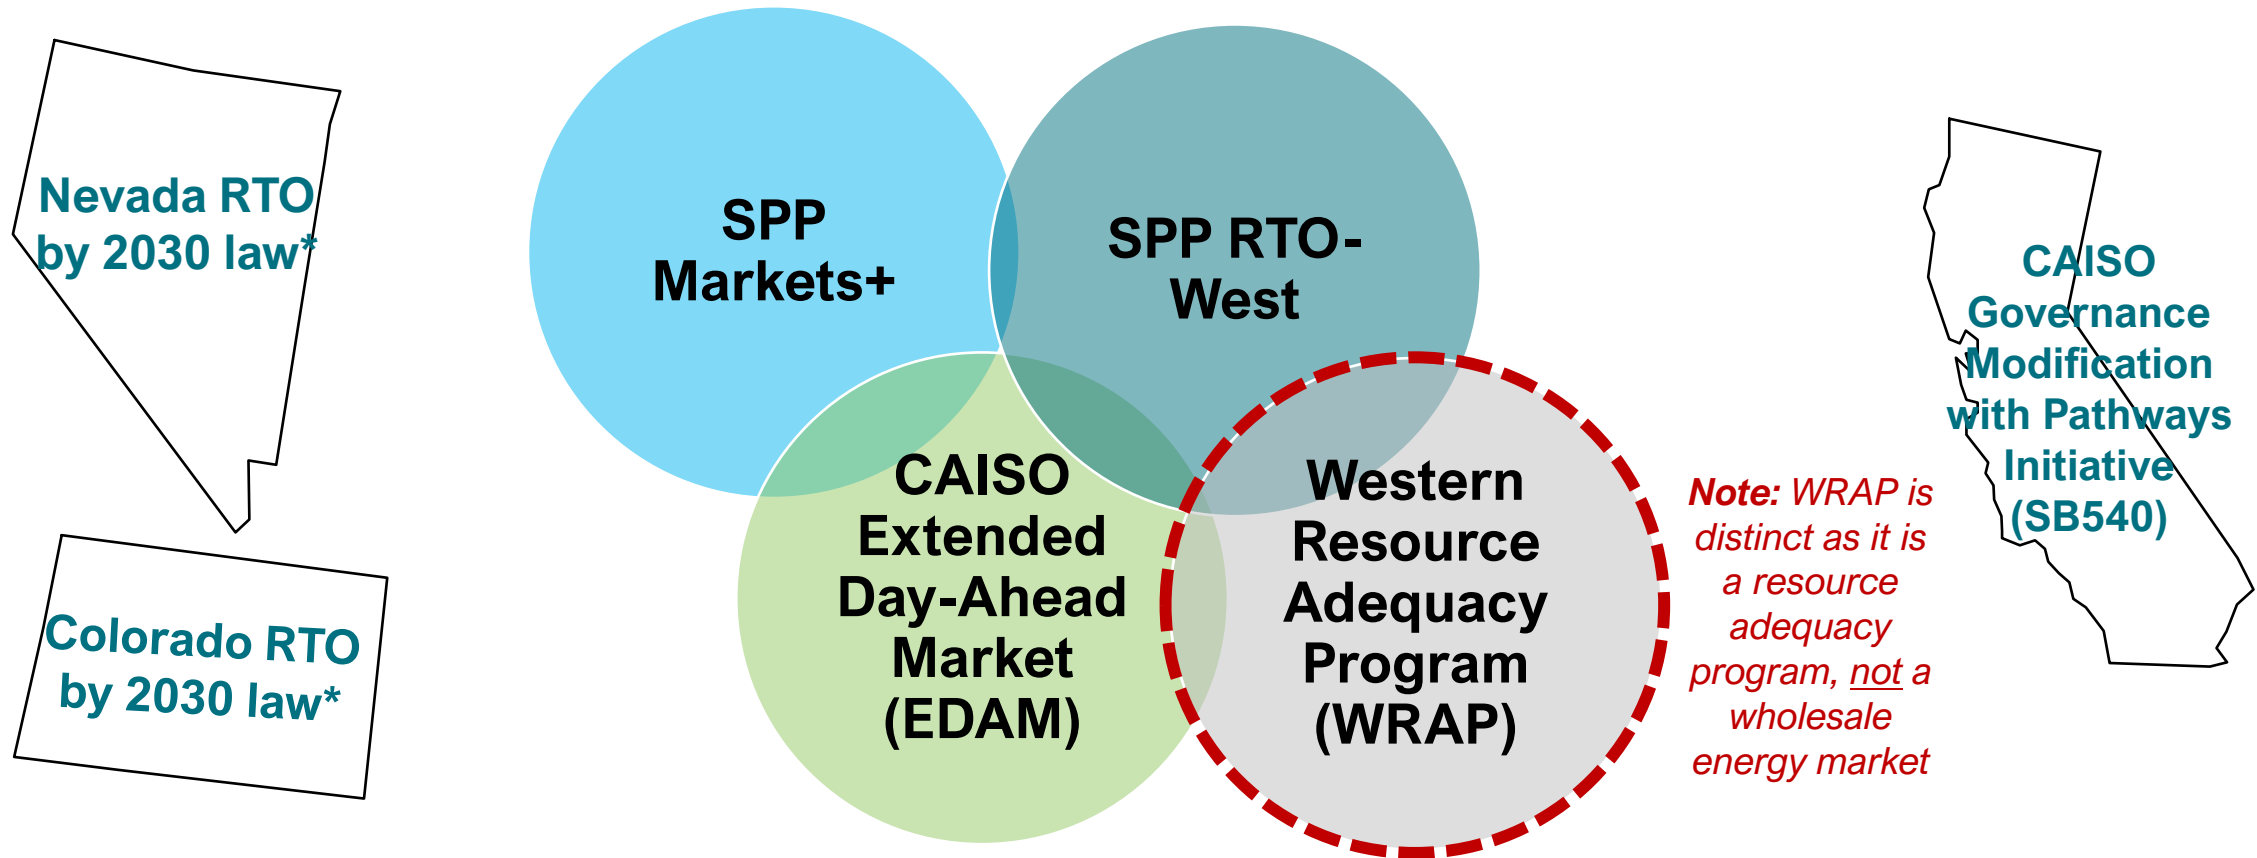 Nevada RTO
by 2030 law*
Colorado RTO
by 2030 law*
SPP
Markets+
SPP RTO-
West
CAISO
Extended
Day-Ahead
Market
(EDAM)
Western
Resource
Adequacy
Program
(WRAP)
Note: WRAP is
distinct as it is
a resource
adequacy
program, not a
wholesale
energy market
CAISO
Governance
Modification
with Pathways
Initiative
(SB540)